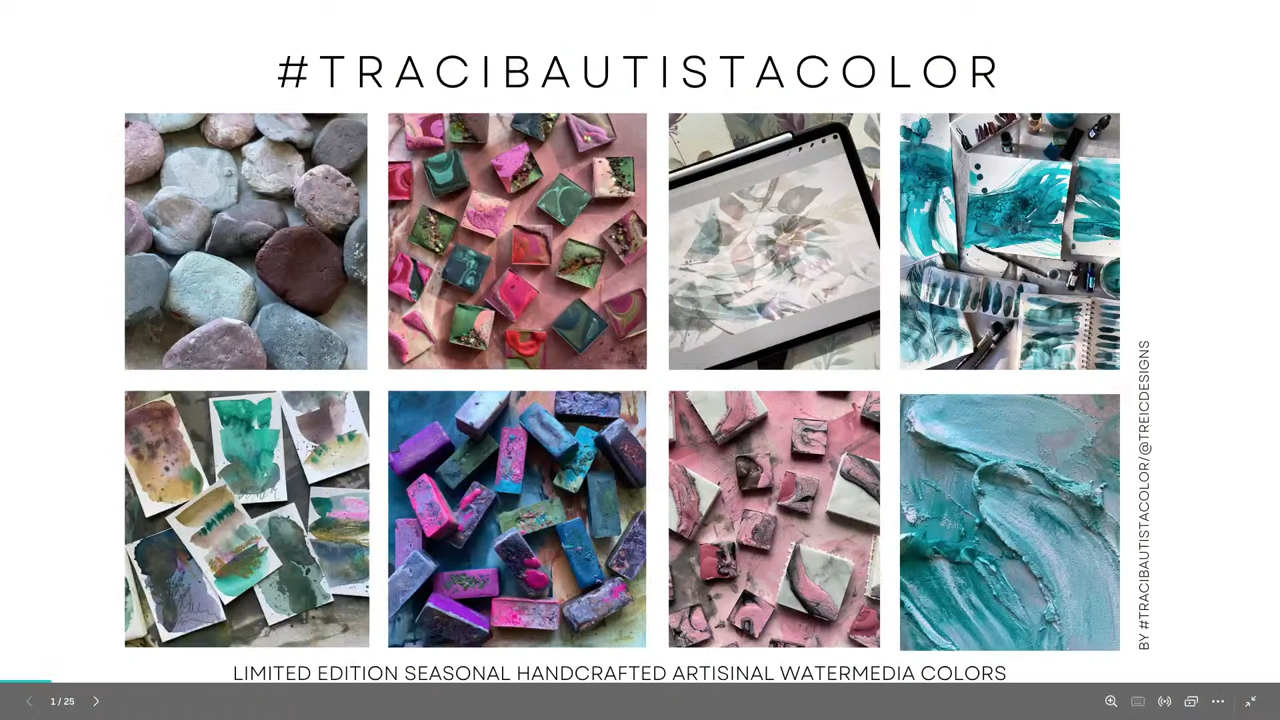 #TRACIBAUTISTACOLOR
BY #TRACIBAUTISTACOLOR/@TREICDESIGNS
LIMITED EDITION SEASONAL HANDCRAFTED ARTISINAL WATERMEDIA COLORS
1 / 25